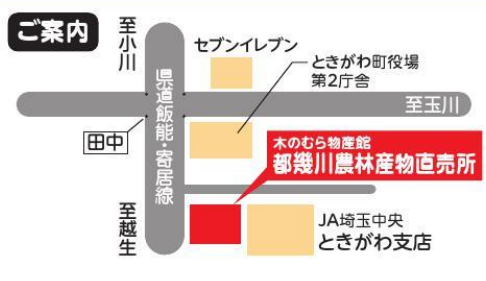 ご案内
至小川
セブンイレブン
ときがわ町役場
第2庁舎
県道飯能・寄居線
至玉川
田中
木のむら物産館
都幾川農林産物直売所
至越生
JA埼玉中央
ときがわ支店